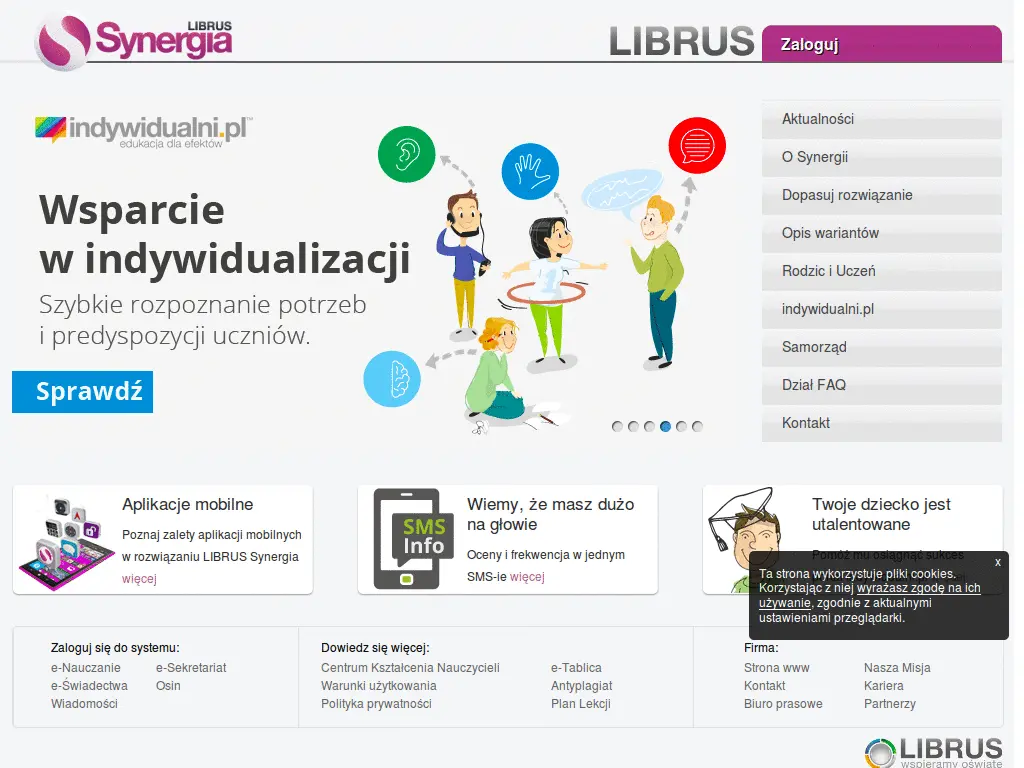 LIBRUS
Synergia
LIBRUS
Zaloguj
indywidualni.pl™
edukacja dla efektów
Wsparcie
w indywidualizacji
Szybkie rozpoznanie potrzeb
i predyspozycji uczniów.
Sprawdź
Aktualności
O Synergii
Dopasuj rozwiązanie
Opis wariantów
Rodzic i Uczeń
indywidualni.pl
Samorząd
Dział FAQ
Kontakt
Aplikacje mobilne
Poznaj zalety aplikacji mobilnych
w rozwiązaniu LIBRUS Synergia
więcej
SMS
Info
Wiemy, że masz dużo
na głowie
Oceny i frekwencja w jednym
SMS-ie więcej
Twoje dziecko jest
utalentowane
Pomóż mu osiągnąć sukces
x
Ta strona wykorzystuje pliki cookies.
Korzystając z niej wyrażasz zgodę na ich
używanie, zgodnie z aktualnymi
ustawieniami przeglądarki.
Zaloguj się do systemu:
e-Nauczanie
e-Świadectwa
Wiadomości
e-Sekretariat
Osin
Dowiedz się więcej:
Centrum Kształcenia Nauczycieli
Warunki użytkowania
Polityka prywatności
e-Tablica
Antyplagiat
Plan Lekcji
Firma:
Strona www
Kontakt
Biuro prasowe
Nasza Misja
Kariera
Partnerzy
LIBRUS
wspieramy oświatę